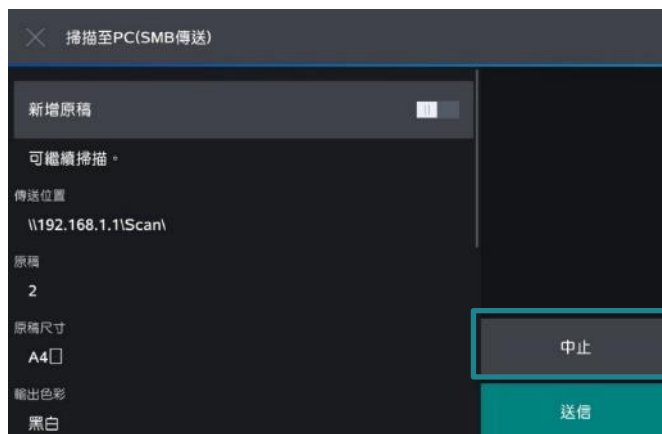 掃描至PC(SMB傳送)
新增原稿
可繼續掃描。
傳送位置
\\192.168.1.1\Scan\
原稿
2
原稿尺寸
A4
中止
輸出色彩
黑白
送信